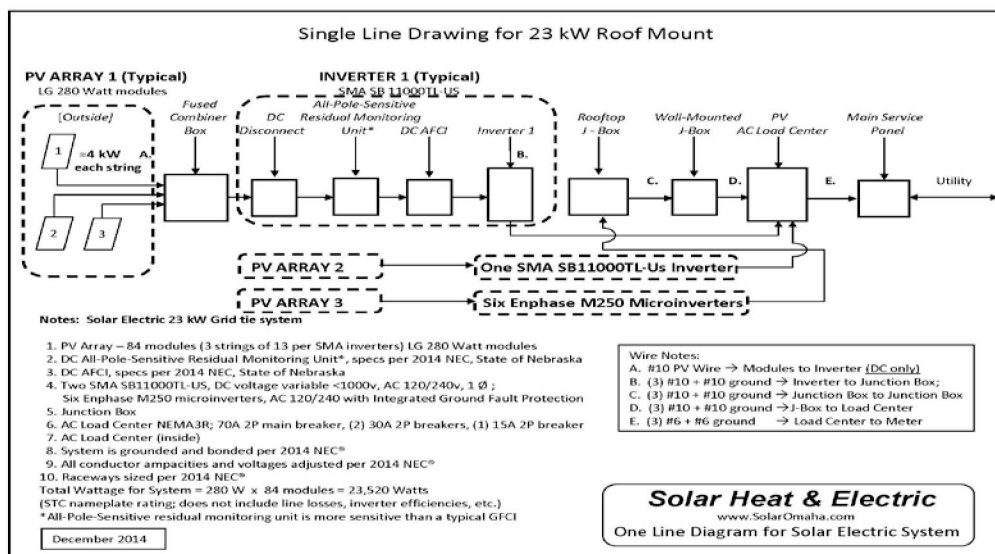 Single Line Drawing for 23 kW Roof Mount
PV ARRAY 1 (Typical)
LG 280 Watt modules
[Outside]
1
≈4 kW
each string
A.
2
3
Fused
Combiner
Box
INVERTER 1 (Typical)
SMA SB 11000TL-US
DC
Disconnect
All-Pole-Sensitive
Residual Monitoring
Unit*
DC AFCI
Inverter 1
B.
Rooftop
J - Box
C.
Wall-Mounted
J-Box
D.
PV
AC Load Center
E.
Main Service
Panel
Utility
PV ARRAY 2
One SMA SB11000TL-Us Inverter
PV ARRAY 3
Six Enphase M250 Microinverters
Notes: Solar Electric 23 kW Grid tie system
1. PV Array – 84 modules (3 strings of 13 per SMA inverters) LG 280 Watt modules
2. DC All-Pole-Sensitive Residual Monitoring Unit*, specs per 2014 NEC, State of Nebraska
3. DC AFCI, specs per 2014 NEC, State of Nebraska
4. Two SMA SB11000TL-US, DC voltage variable <1000v, AC 120/240v, 1 Ø ;
Six Enphase M250 microinverters, AC 120/240 with Integrated Ground Fault Protection
5. Junction Box
6. AC Load Center NEMA3R; 70A 2P main breaker, (2) 30A 2P breakers, (1) 15A 2P breaker
7. AC Load Center (inside)
8. System is grounded and bonded per 2014 NEC®
9. All conductor ampacities and voltages adjusted per 2014 NEC®
10. Raceways sized per 2014 NEC®
Total Wattage for System = 280 W x 84 modules = 23,520 Watts
(STC nameplate rating; does not include line losses, inverter efficiencies, etc.)
*All-Pole-Sensitive residual monitoring unit is more sensitive than a typical GFCI
December 2014
Wire Notes:
A. #10 PV Wire → Modules to Inverter (DC only)
B. (3) #10 + #10 ground → Inverter to Junction Box;
C. (3) #10 + #10 ground → Junction Box to Junction Box
D. (3) #10 + #10 ground → J-Box to Load Center
E. (3) #6 + #6 ground → Load Center to Meter
Solar Heat & Electric
www.SolarOmaha.com
One Line Diagram for Solar Electric System